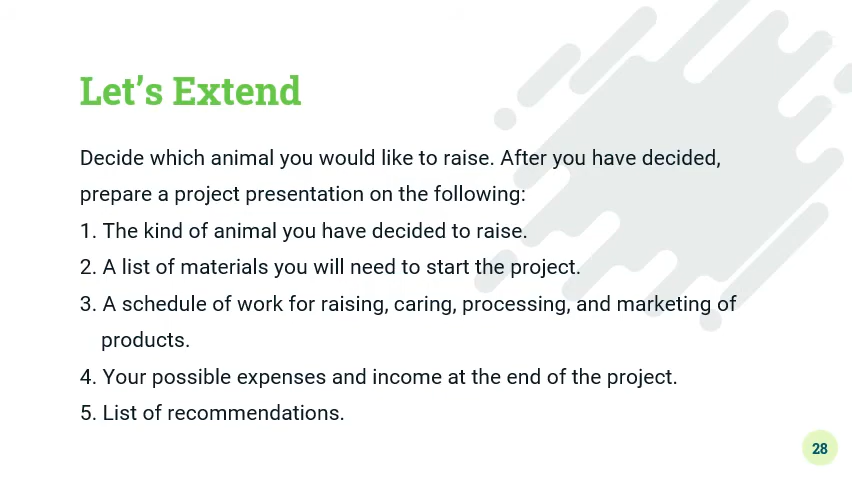 Let’s Extend
Decide which animal you would like to raise. After you have decided,
prepare a project presentation on the following:
1. The kind of animal you have decided to raise.
2. A list of materials you will need to start the project.
3. A schedule of work for raising, caring, processing, and marketing of
products.
4. Your possible expenses and income at the end of the project.
5. List of recommendations.
28